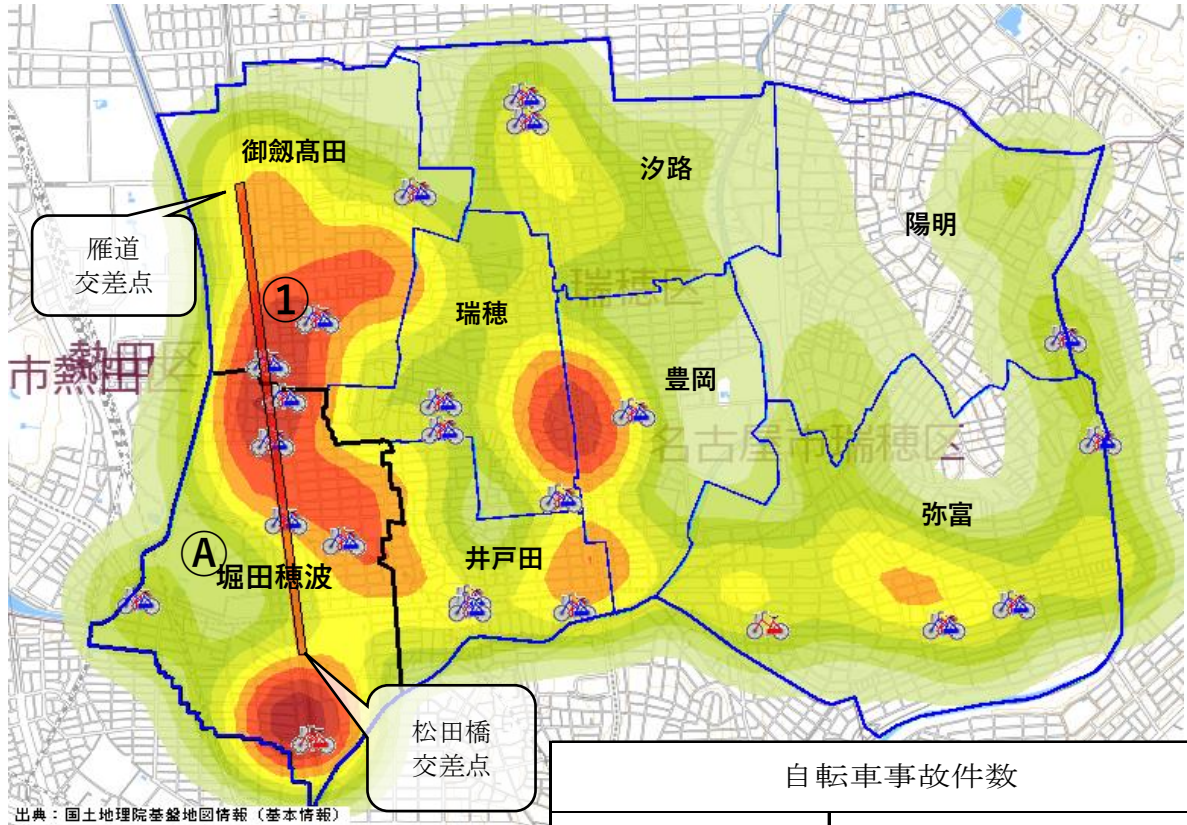 御劔髙田
汐路
陽明
雁道
交差点
①
瑞穂区
瑞穂
市熱田区
豊岡
名古屋市瑞穂区
弥富
Ⓐ
堀田穂波
井戸田
松田橋
交差点
自転車事故件数
出典：国土地理院基盤地図情報（基本情報）